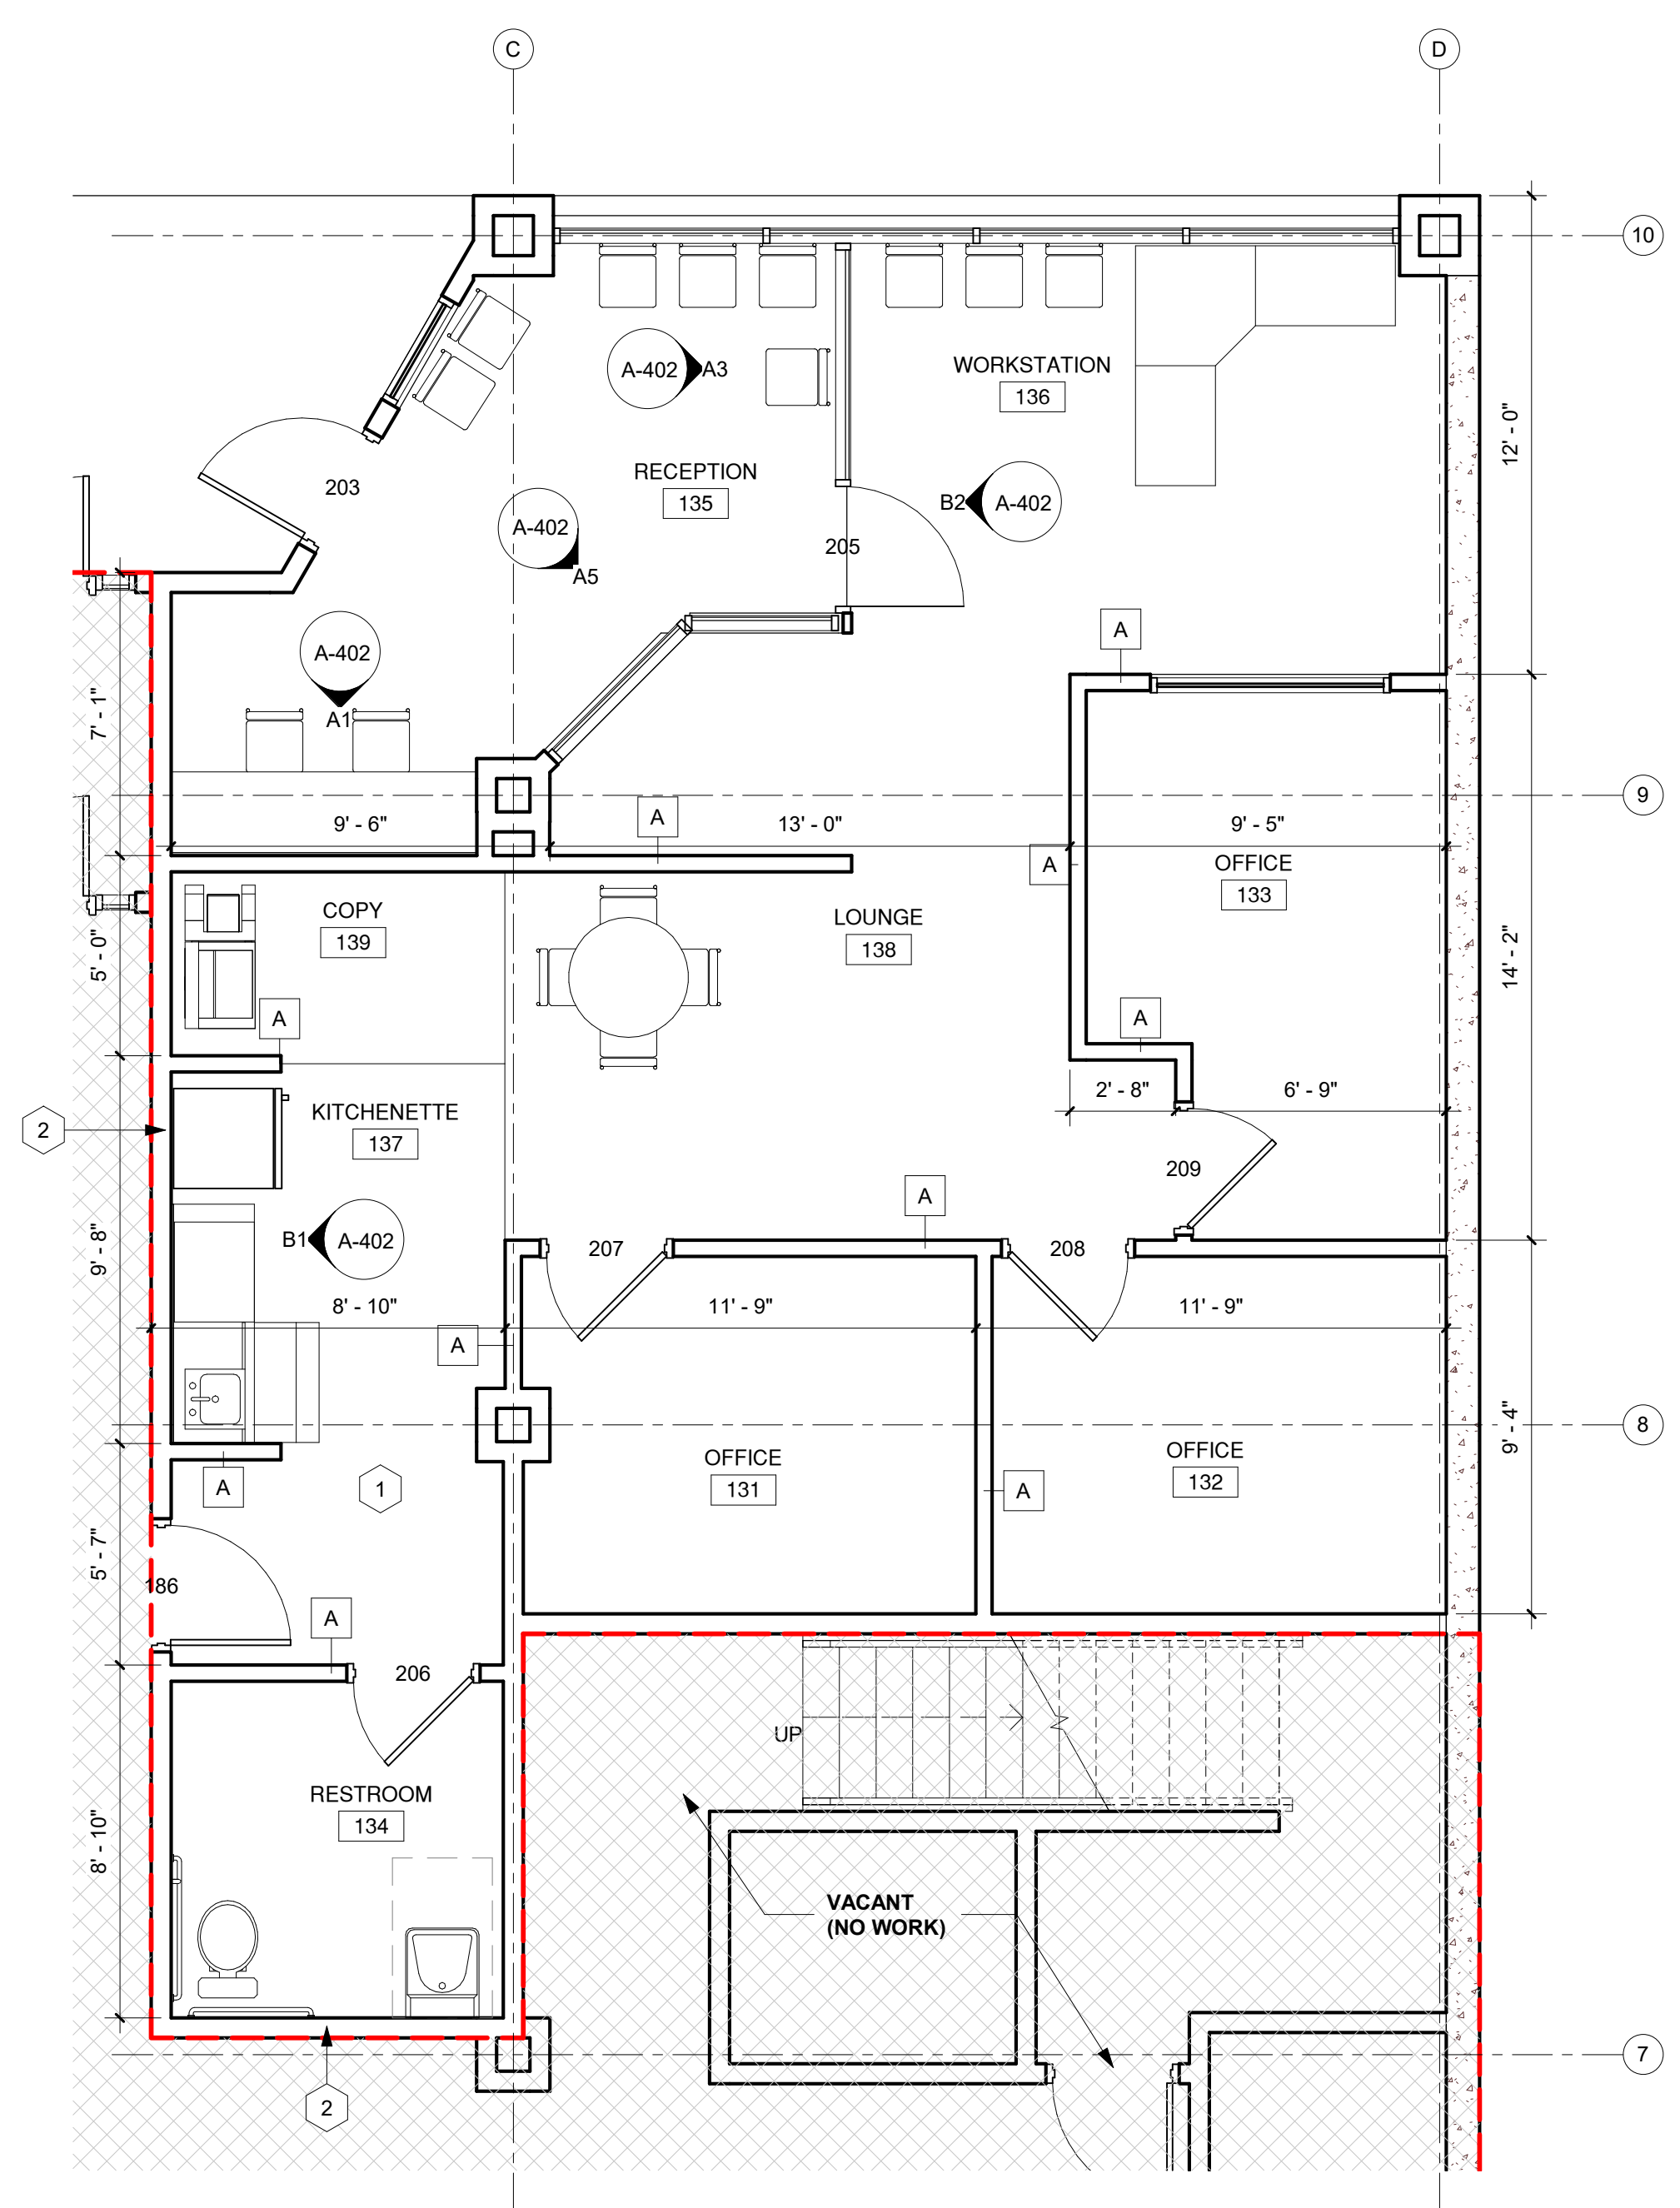 C
D
10
A-402
A3
WORKSTATION
136
12' - 0"
RECEPTION
135
203
A-402
A5
B2
A-402
205
A
A-402
A1
7' - 1"
9
A
9' - 6"
13' - 0"
9' - 5"
A
OFFICE
133
COPY
139
LOUNGE
138
5' - 0"
14' - 2"
A
A
2' - 8"
6' - 9"
KITCHENETTE
137
2
209
A
B1
A-402
9' - 8"
207
208
8' - 10"
11' - 9"
11' - 9"
A
8
9' - 4"
OFFICE
131
OFFICE
132
A
1
A
5' - 7"
186
A
206
UP
RESTROOM
134
8' - 10"
VACANT
(NO WORK)
7
2